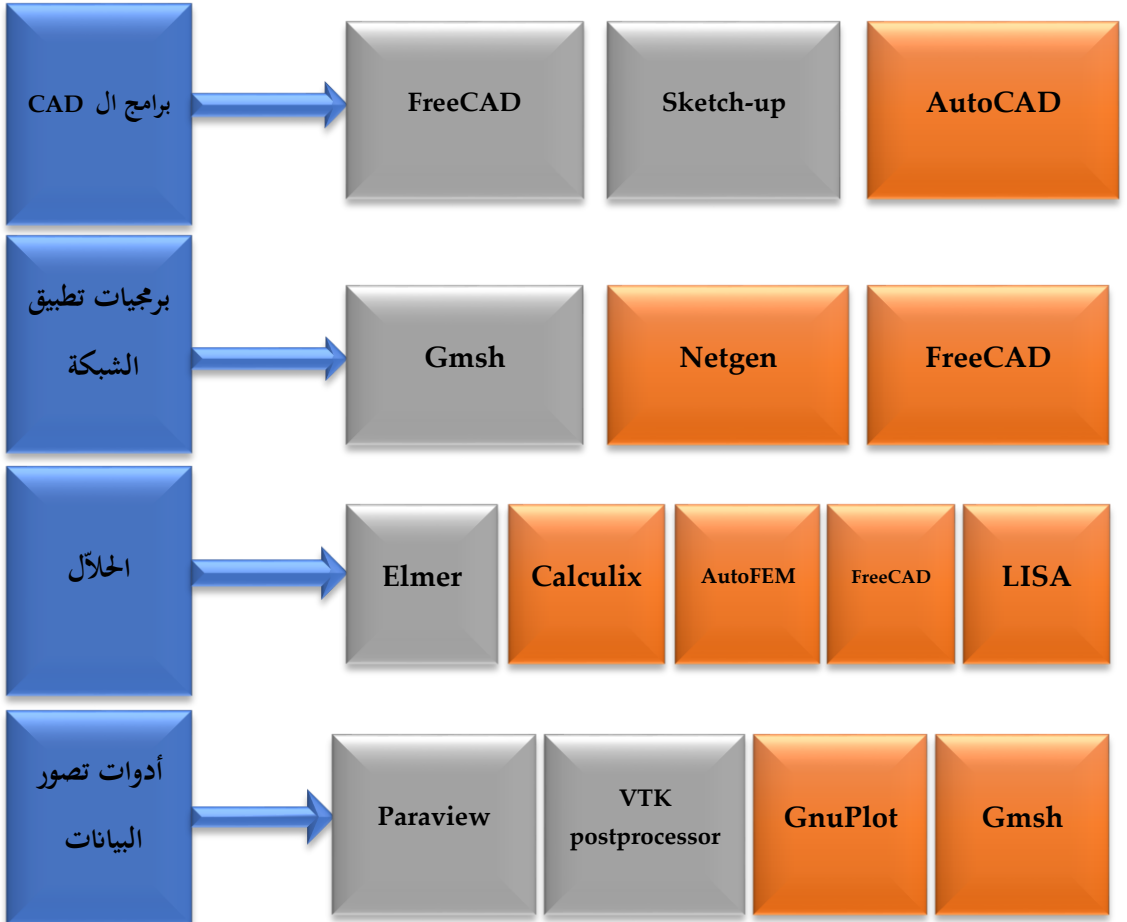 برامج ال CAD
FreeCAD
Sketch-up
AutoCAD
برمجيات تطبيق
الشبكة
Gmsh
Netgen
FreeCAD
الحلاّل
Elmer
Calculix
AutoFEM
FreeCAD
LISA
أدوات تصور
البيانات
Paraview
VTK
postprocessor
GnuPlot
Gmsh